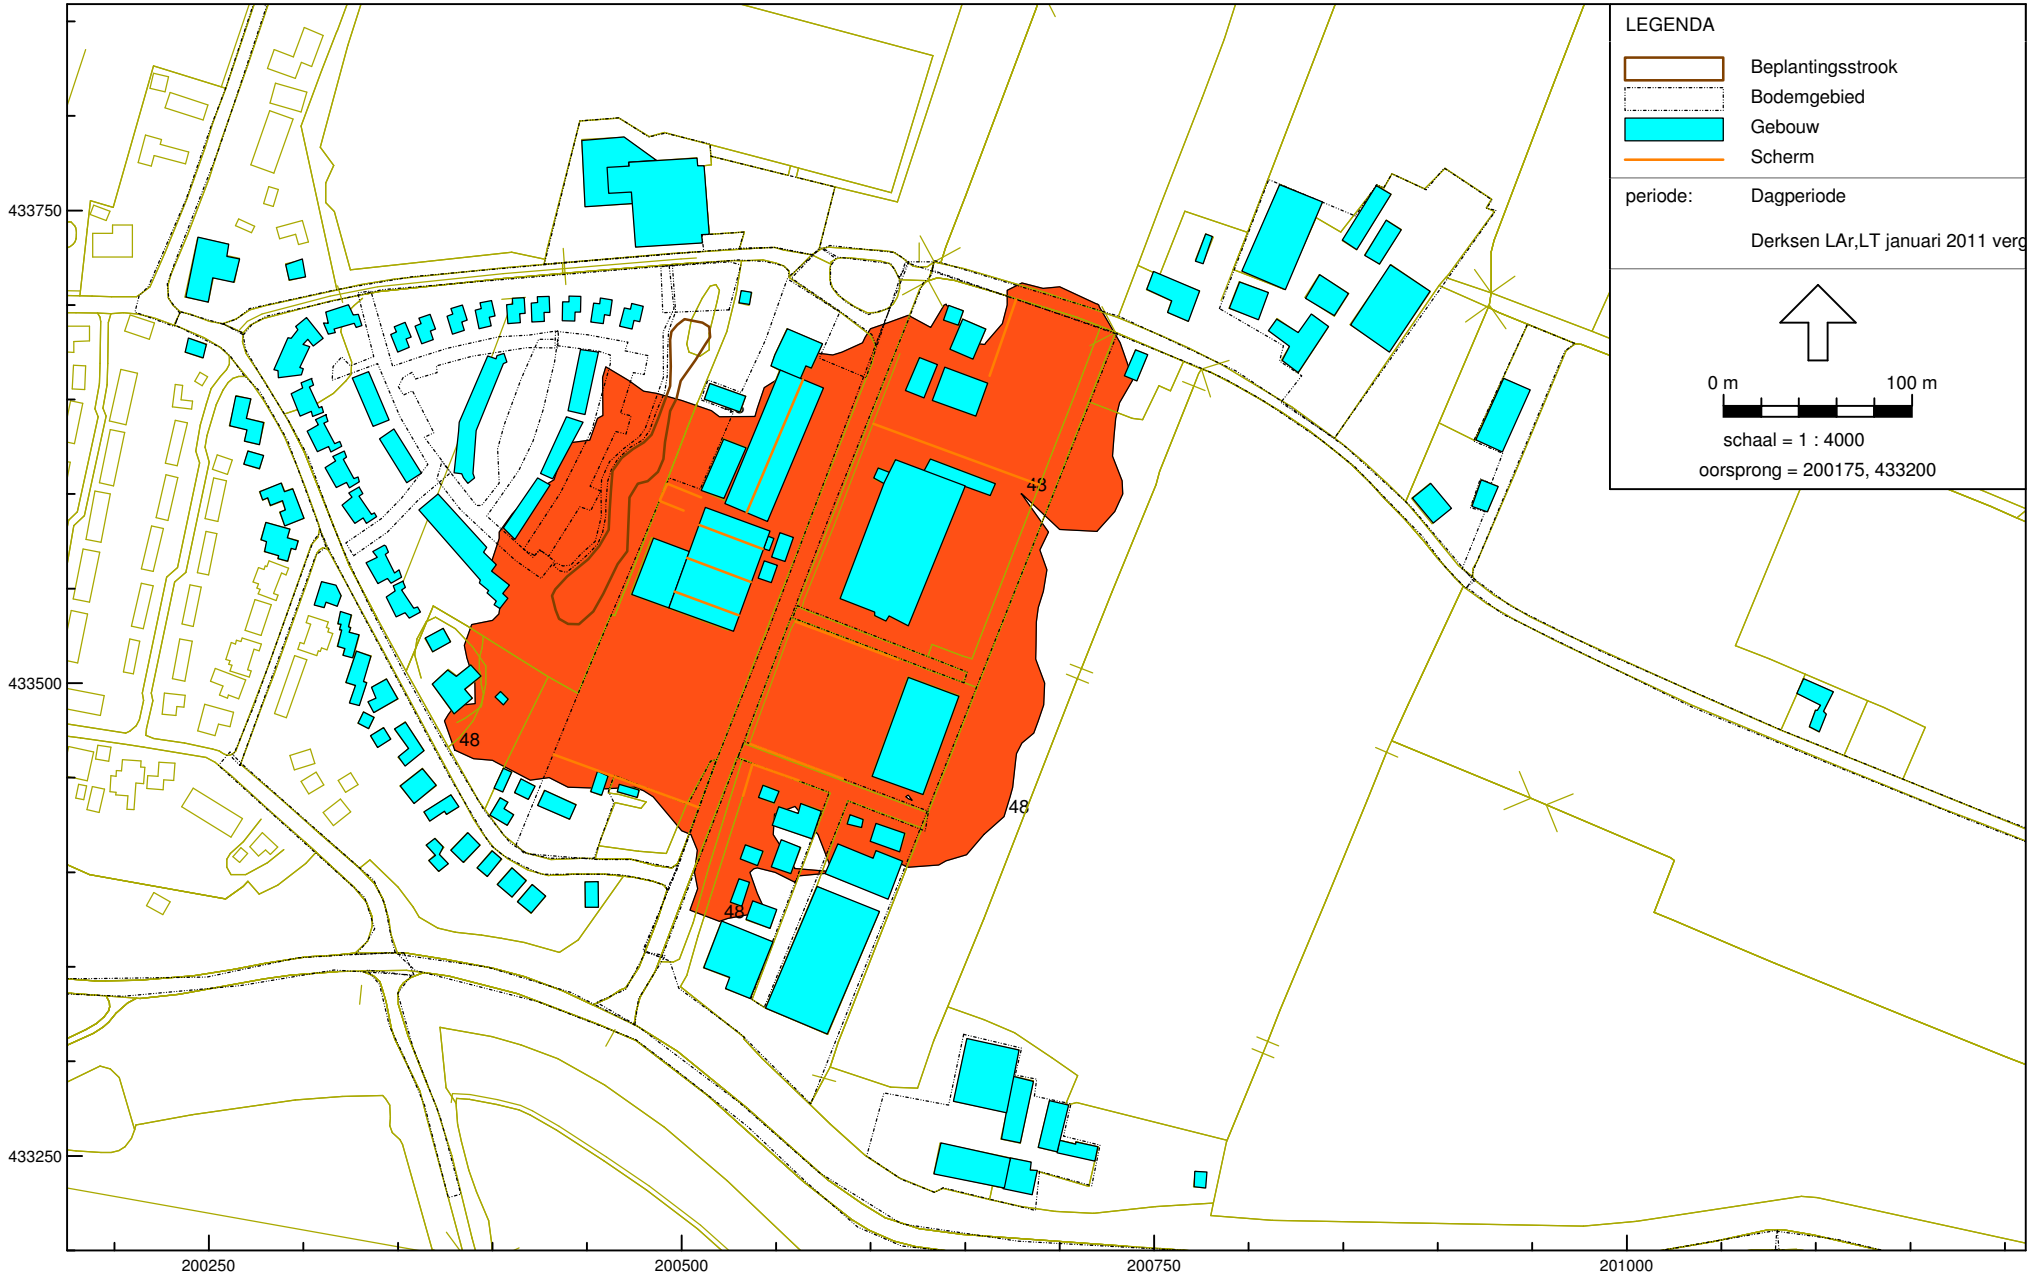 LEGENDA
Beplantingsstrook
Bodemgebied
Gebouw
Scherm
periode: Dagperiode
Derksen LAr,LT januari 2011 verg
0 m 100 m
schaal = 1 : 4000
oorsprong = 200175, 433200
433750
48
433500
48
48
48
433250
200250 200500 200750 201000